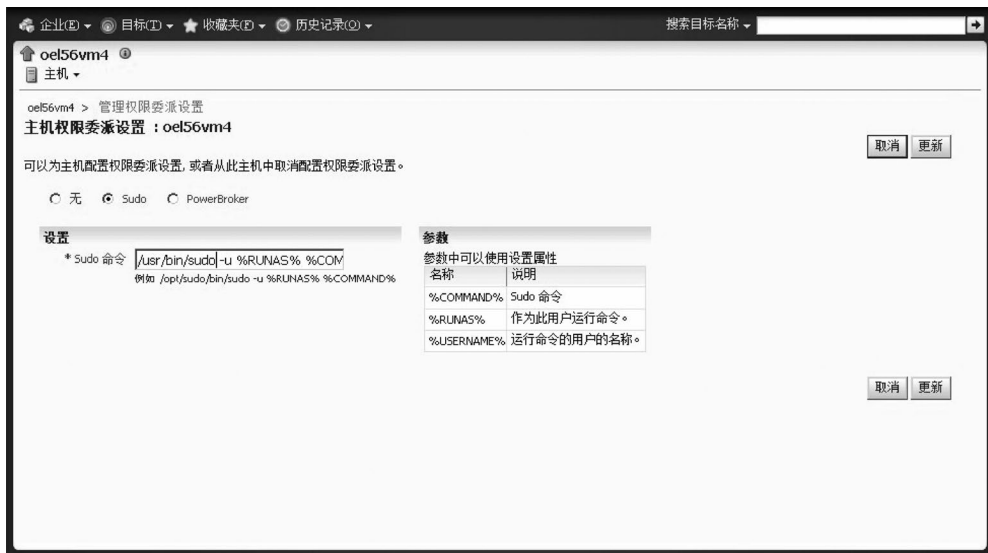 企业(E) 目标(T) 收藏夹(F) 历史记录(O) 搜索目标名称
oel56vm4
主机
oel56vm4 > 管理权限委派设置
主机权限委派设置 : oel56vm4
取消 更新
可以为主机配置权限委派设置, 或者从此主机中取消配置权限委派设置。
无 Sudo PowerBroker
设置
* Sudo 命令 /usr/bin/sudo -u %RUNAS% %COM
例如 /opt/sudo/bin/sudo -u %RUNAS% %COMMAND%
参数
参数中可以使用设置属性
名称 说明
%COMMAND% Sudo 命令
%RUNAS% 作为此用户运行命令。
%USERNAME% 运行命令的用户的名称。
取消 更新